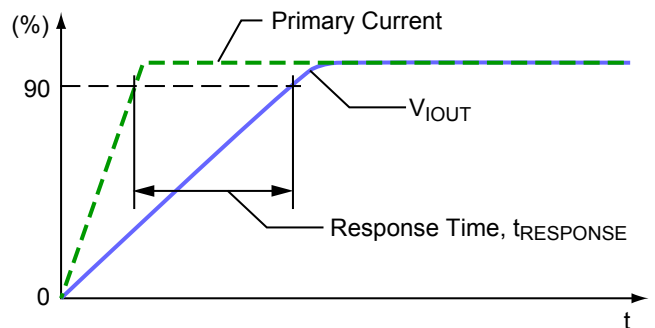 (%)
Primary Current
90
VIOUT
Response Time, tRESPONSE
0
t